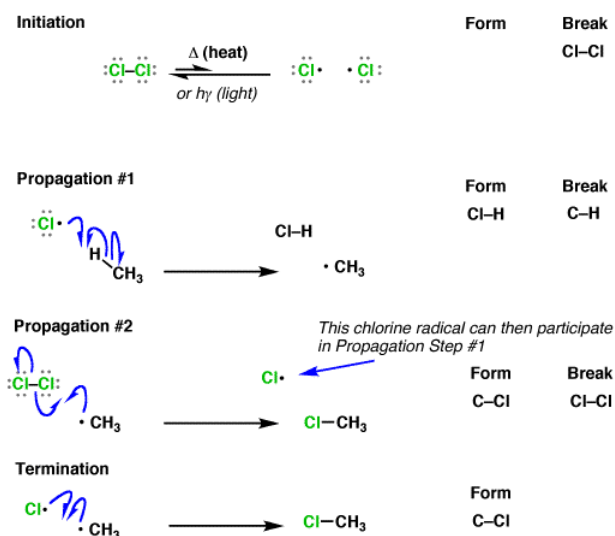 Initiation
Form Break
Cl–Cl
Δ (heat)
:Cl–Cl: :Cl· ·Cl:
or hγ (light)
Propagation #1
Form Break
:Cl· Cl–H C–H
Cl–H
H
CH3 · CH3
Propagation #2
This chlorine radical can then participate
in Propagation Step #1
Cl·
Form Break
:Cl–Cl: C–Cl Cl–Cl
· CH3 Cl–CH3
Termination
Form
Cl·
· CH3 Cl–CH3 C–Cl